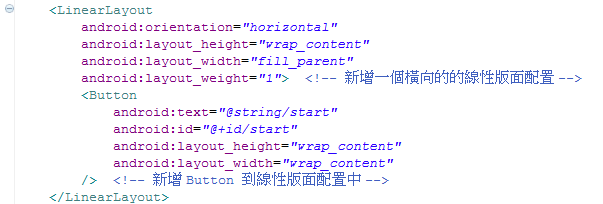 <LinearLayout
android:orientation="horizontal"
android:layout_height="wrap_content"
android:layout_width="fill_parent"
android:layout_weight="1"> <!-- 新增一個橫向的的線性版面配置 -->
<Button
android:text="@string/start"
android:id="@+id/start"
android:layout_height="wrap_content"
android:layout_width="wrap_content"
/> <!-- 新增 Button 到線性版面配置中 -->
</LinearLayout>